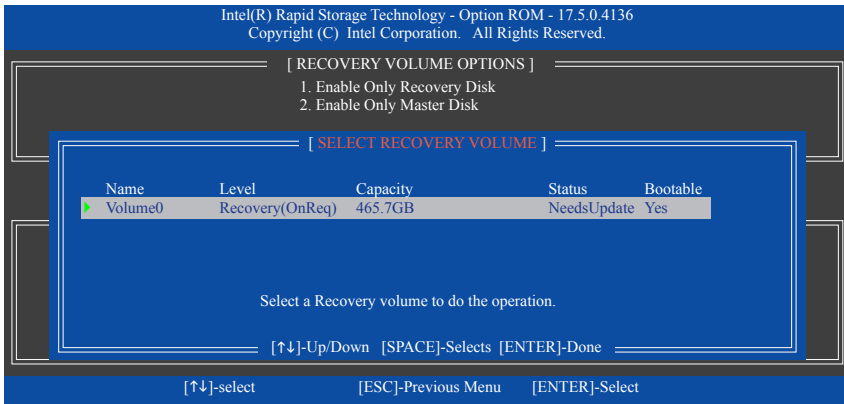 Intel(R) Rapid Storage Technology - Option ROM - 17.5.0.4136
Copyright (C) Intel Corporation. All Rights Reserved.
[ RECOVERY VOLUME OPTIONS ]
1. Enable Only Recovery Disk
2. Enable Only Master Disk
[ SELECT RECOVERY VOLUME ]
Name Level Capacity Status Bootable
Volume0 Recovery(OnReq) 465.7GB NeedsUpdate Yes
Select a Recovery volume to do the operation.
[↑↓]-Up/Down [SPACE]-Selects [ENTER]-Done
[↑↓]-select [ESC]-Previous Menu [ENTER]-Select